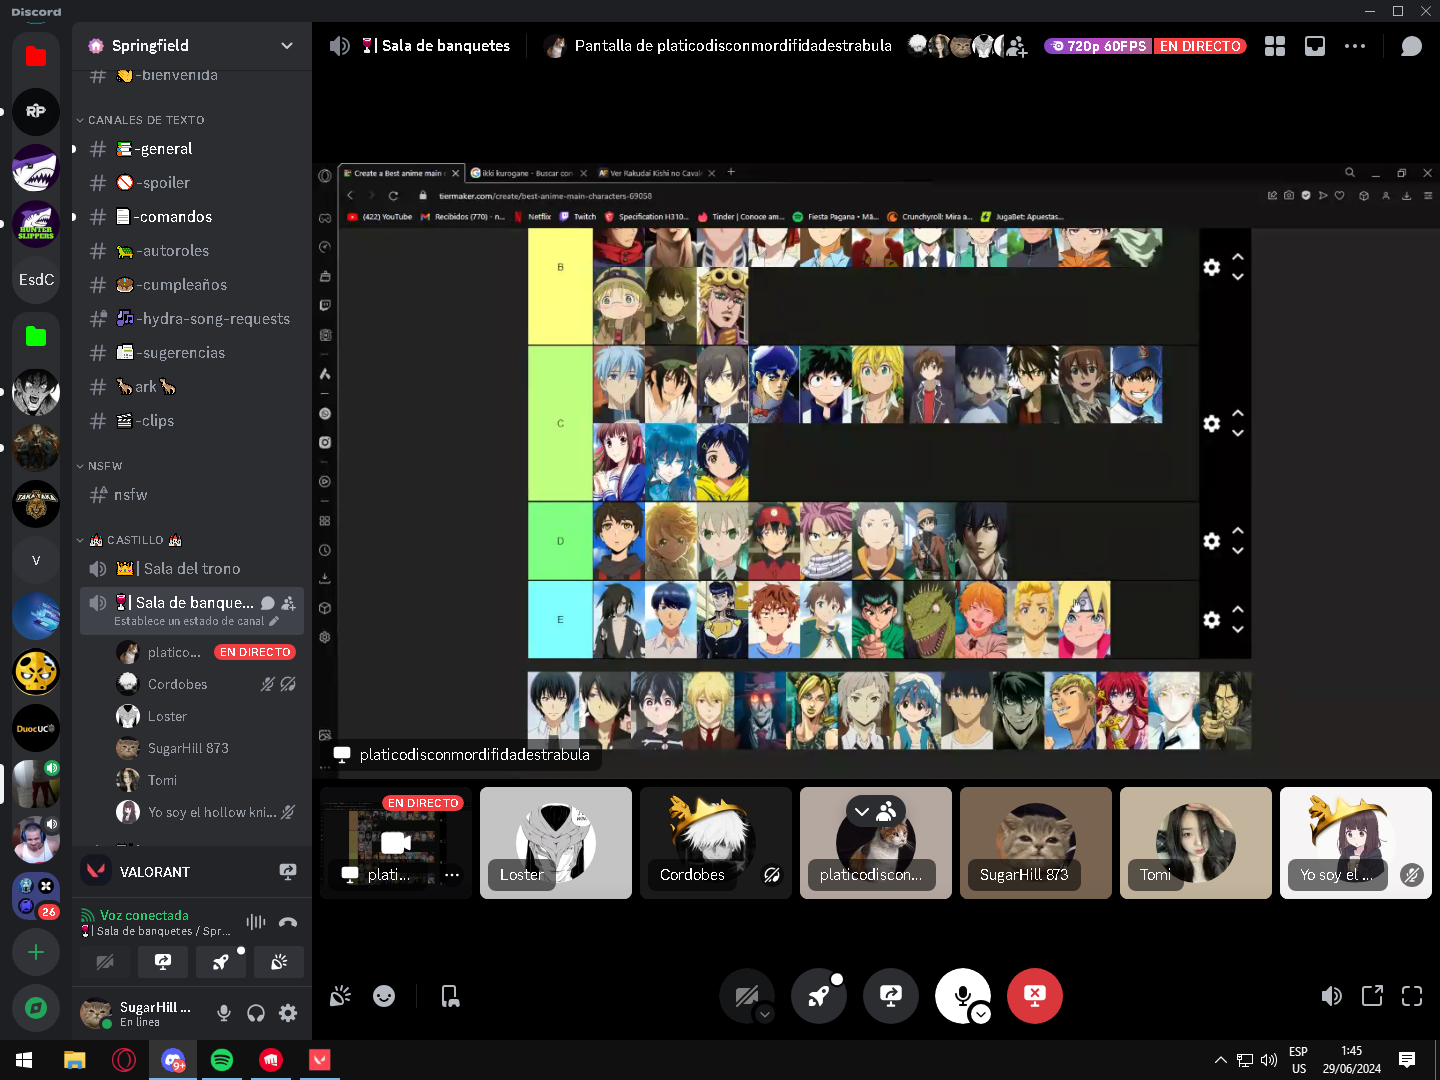 Discord
Springfield
-bienvenida
CANALES DE TEXTO
-general
-spoiler
-comandos
-autoroles
-cumpleaños
-hydra-song-requests
-sugerencias
ark
-clips
NSFW
nsfw
CASTILLO
| Sala del trono
| Sala de banque...
Establece un estado de canal
platico...
EN DIRECTO
Cordobes
Loster
SugarHill 873
Tomi
Yo soy el hollow kni...
VALORANT
Voz conectada
| Sala de banquetes / Spr...
SugarHill ...
En línea
RP
HUNTER
SLIPPERS
EsdC
V
DuocUC
26
| Sala de banquetes
Pantalla de platicodisconmordifidadestrabula
720p 60FPS
EN DIRECTO
Create a Best anime main
ikki kurogane - Buscar con
Ver Rakudai Kishi no Caval
tiermaker.com/create/best-anime-main-characters-69058
(422) YouTube
Recibidos (770) - n...
Netflix
Twitch
Specification H310...
Tinder | Conoce am...
Fiesta Pagana - Mä...
Crunchyroll: Mira a...
JugaBet: Apuestas...
B
C
D
E
platicodisconmordifidadestrabula
EN DIRECTO
plati...
Loster
Cordobes
platicodiscon...
SugarHill 873
Tomi
Yo soy el ...
9+
ESP
US
1:45
29/06/2024